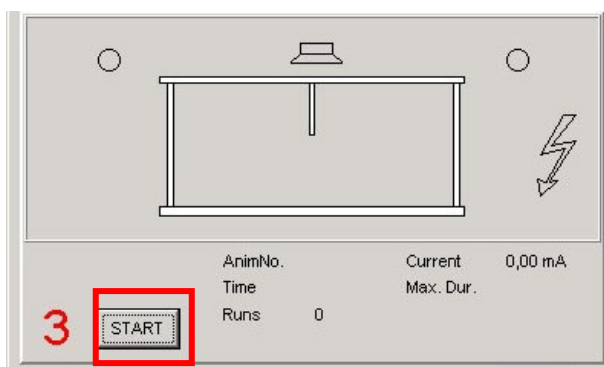 AnimNo. Current 0,00 mA
Time Max. Dur.
Runs 0
3 START